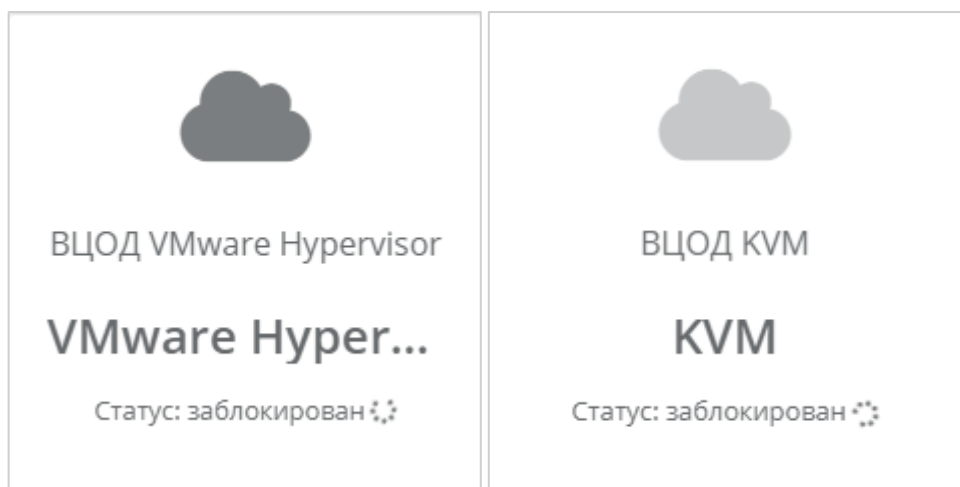 ВЦОД VMware Hypervisor
VMware Hyper...
Статус: заблокирован
ВЦОД KVM
KVM
Статус: заблокирован